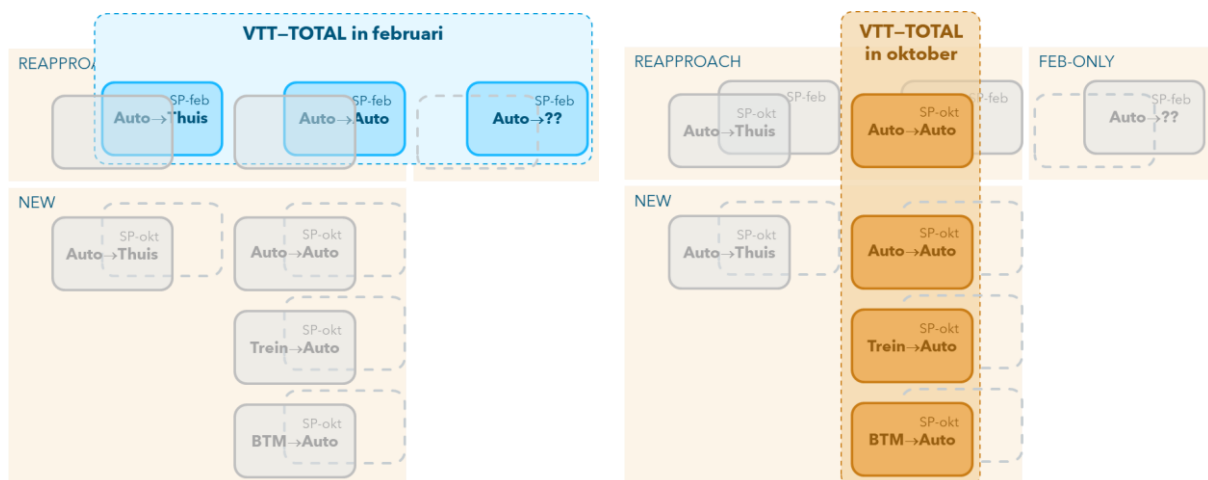 VTT–TOTAL in februari
REAPPROA
SP-feb
Auto→Thuis
SP-feb
Auto→Auto
SP-feb
Auto→??
NEW
SP-okt
Auto→Thuis
SP-okt
Auto→Auto
SP-okt
Trein→Auto
SP-okt
BTM→Auto
VTT–TOTAL
in oktober
REAPPROACH
FEB-ONLY
SP-feb
SP-okt
Auto→Thuis
SP-feb
SP-okt
Auto→Auto
SP-feb
Auto→??
NEW
SP-okt
Auto→Thuis
SP-okt
Auto→Auto
SP-okt
Trein→Auto
SP-okt
BTM→Auto